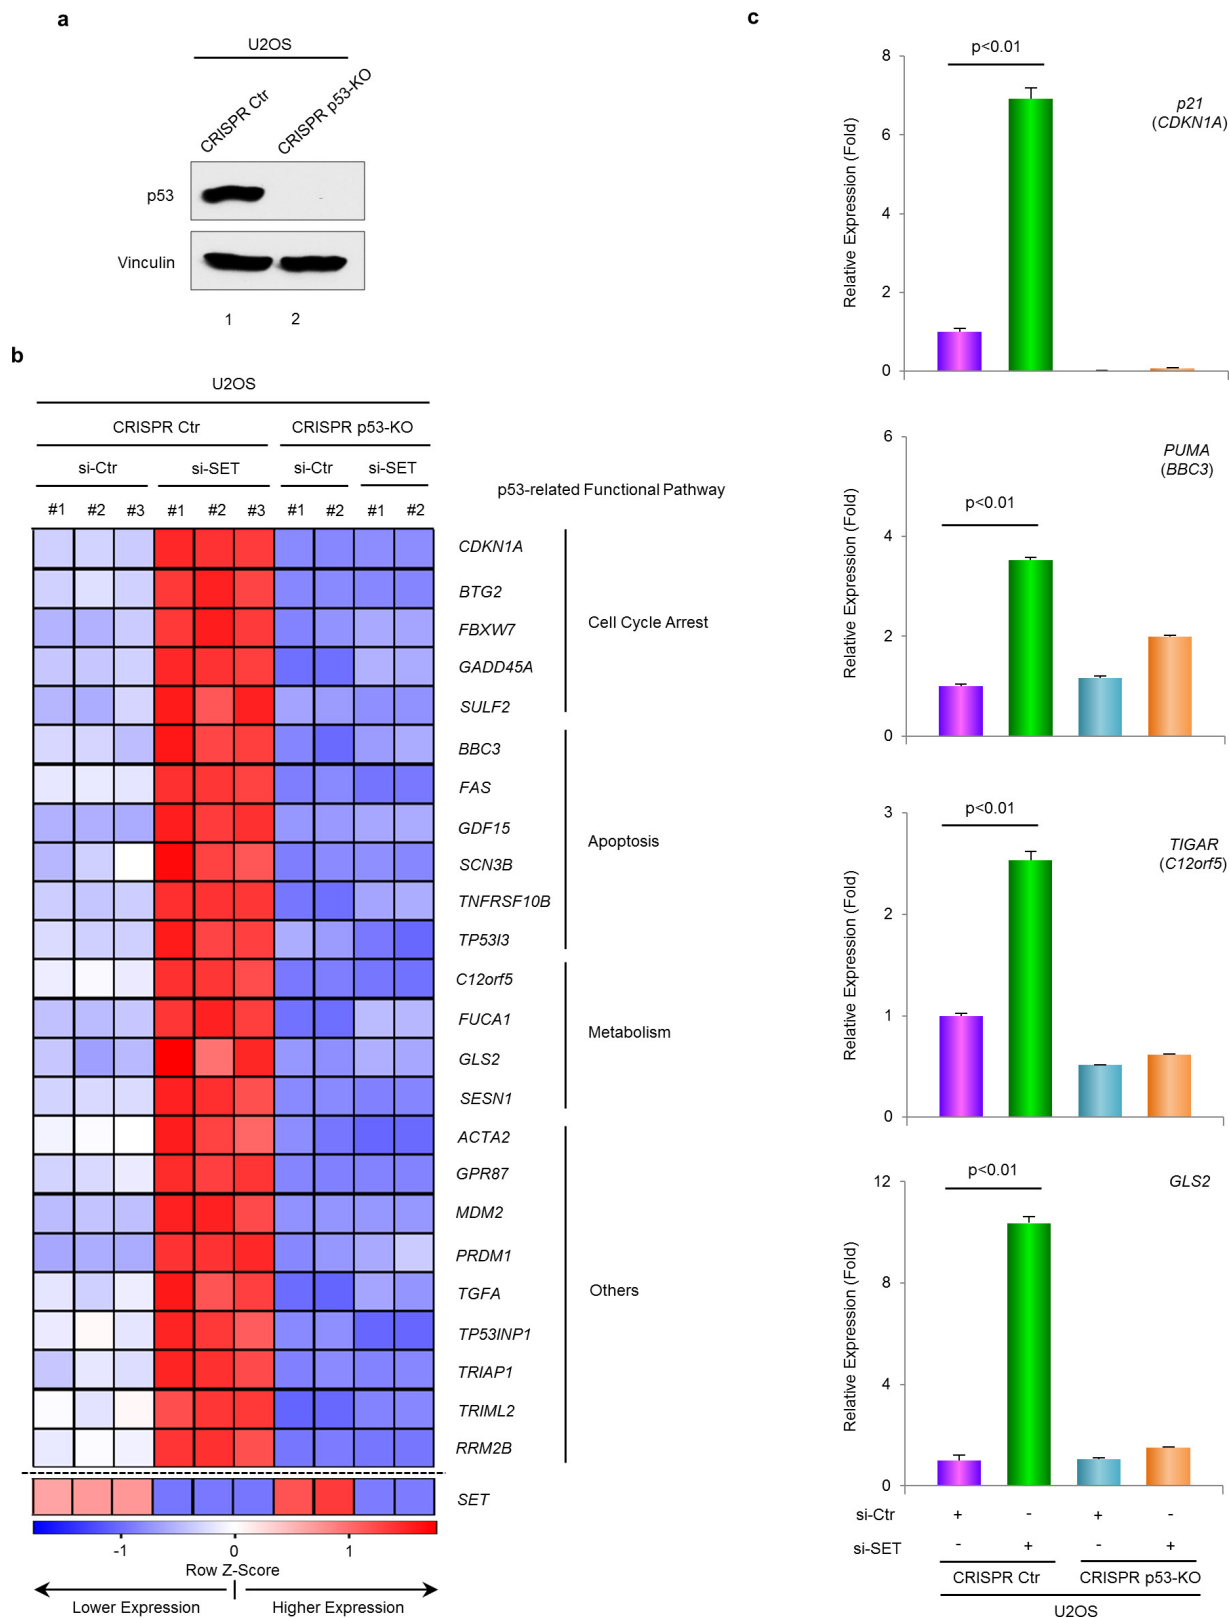 a
U2OS
CRISPR Ctr
CRISPR p53-KO
p53
Vinculin
1 2
b
U2OS
CRISPR Ctr CRISPR p53-KO
si-Ctr si-SET si-Ctr si-SET
#1 #2 #3 #1 #2 #3 #1 #2 #1 #2
p53-related Functional Pathway
CDKN1A
BTG2
FBXW7
GADD45A
SULF2
Cell Cycle Arrest
BBC3
FAS
GDF15
SCN3B
TNFRSF10B
TP53I3
Apoptosis
C12orf5
FUCA1
GLS2
SESN1
Metabolism
ACTA2
GPR87
MDM2
PRDM1
TGFA
TP53INP1
TRIAP1
TRIML2
RRM2B
Others
SET
-1 0 1
Row Z-Score
Lower Expression Higher Expression
c
Relative Expression (Fold)
8
6
4
2
0
p<0.01
p21
(CDKN1A)
Relative Expression (Fold)
6
4
2
0
p<0.01
PUMA
(BBC3)
Relative Expression (Fold)
3
2
1
0
p<0.01
TIGAR
(C12orf5)
Relative Expression (Fold)
12
8
4
0
p<0.01
GLS2
si-Ctr + - + -
si-SET - + - +
CRISPR Ctr CRISPR p53-KO
U2OS